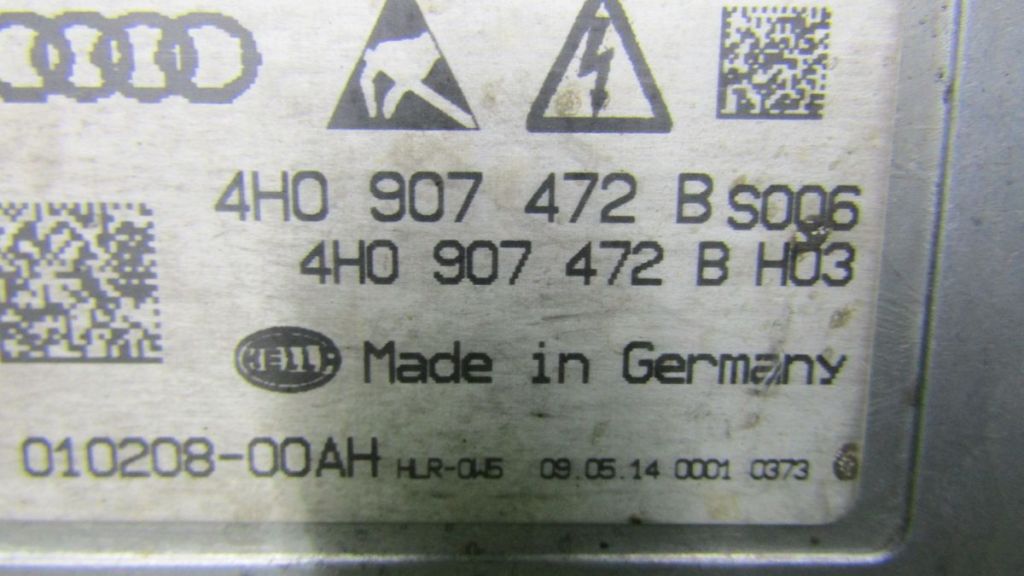 4H0 907 472 B S006
4H0 907 472 B H03
HELLA Made in Germany
010208-00AH HLR-0W5 09.05.14 0001 0373 6